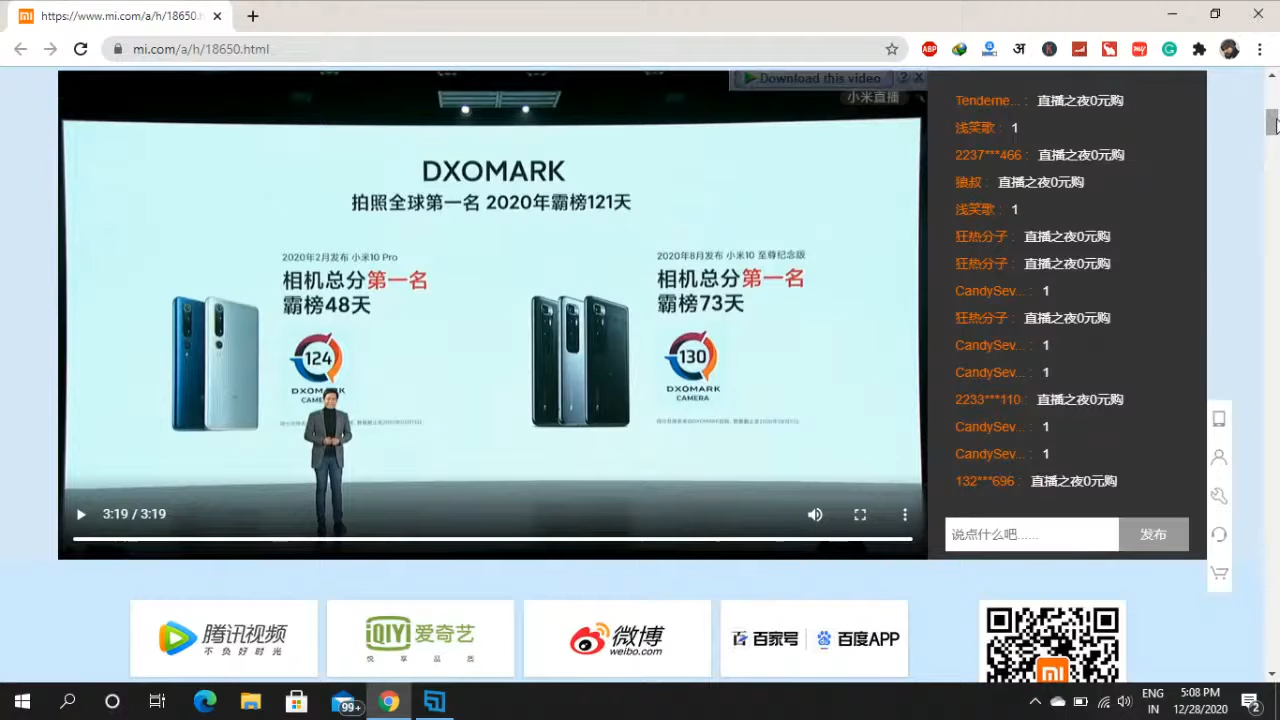 https://www.mi.com/a/h/18650.h
mi.com/a/h/18650.html
ABP
Download this video ? X
小米直播
DXOMARK
拍照全球第一名 2020年霸榜121天
2020年2月发布 小米10 Pro
相机总分第一名
霸榜48天
124
DXOMARK
CAMERA
2020年8月发布 小米10 至尊纪念版
相机总分第一名
霸榜73天
130
DXOMARK
CAMERA
3:19 / 3:19
Tenderne... : 直播之夜0元购
浅笑歌 : 1
2237***466 : 直播之夜0元购
狼叔 : 直播之夜0元购
浅笑歌 : 1
狂热分子 : 直播之夜0元购
狂热分子 : 直播之夜0元购
CandySev... : 1
狂热分子 : 直播之夜0元购
CandySev... : 1
CandySev... : 1
2233***110 : 直播之夜0元购
CandySev... : 1
CandySev... : 1
132***696 : 直播之夜0元购
说点什么吧......
发布
腾讯视频
不负好时光
iQIYI 爱奇艺
悦享品质
微博
weibo.com
百家号
百度APP
mi
99+
ENG
IN
5:08 PM
12/28/2020
2